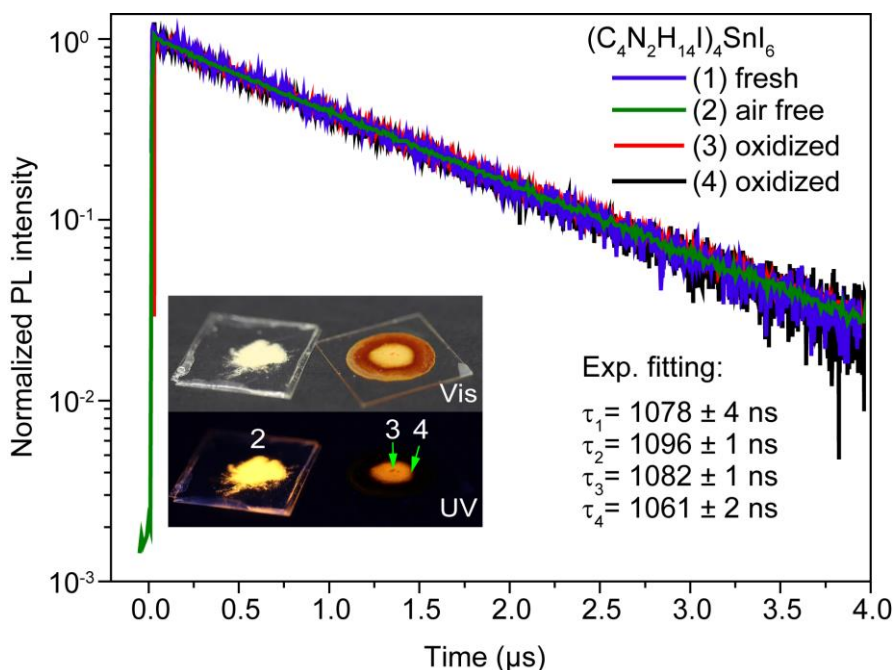 (C₄N₂H₁₄I)₄SnI₆
(1) fresh
(2) air free
(3) oxidized
(4) oxidized
Normalized PL intensity
10⁰
10⁻¹
10⁻²
10⁻³
Vis
2
3
4
UV
Exp. fitting:
τ₁= 1078 ± 4 ns
τ₂= 1096 ± 1 ns
τ₃= 1082 ± 1 ns
τ₄= 1061 ± 2 ns
0.0 0.5 1.0 1.5 2.0 2.5 3.0 3.5 4.0
Time (µs)